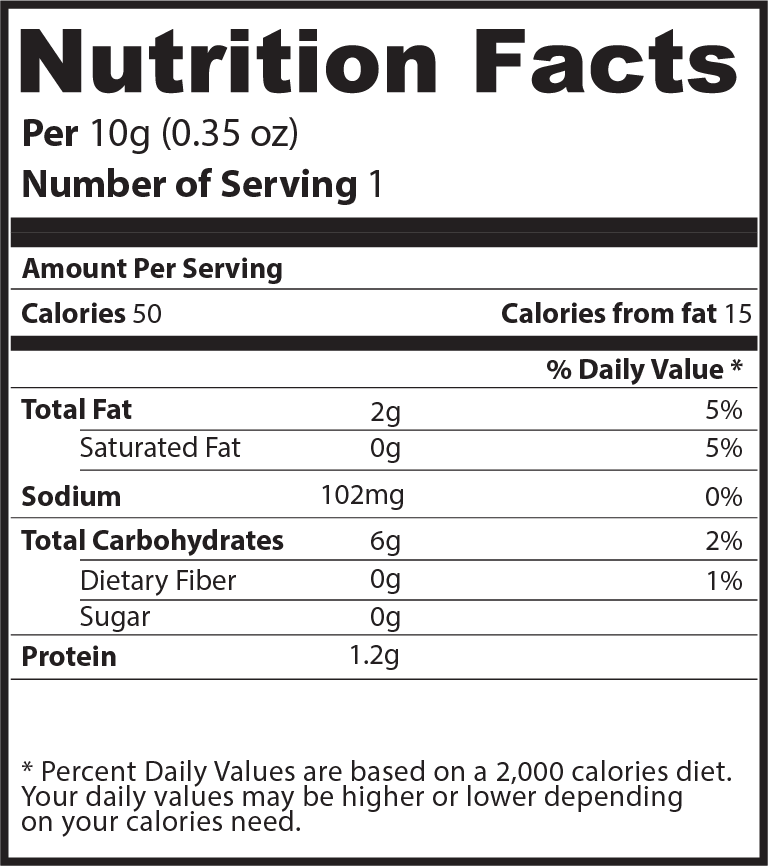 Nutrition Facts
Per 10g (0.35 oz)
Number of Serving 1
Amount Per Serving
Calories 50 Calories from fat 15
% Daily Value *
Total Fat 2g 5%
Saturated Fat 0g 5%
Sodium 102mg 0%
Total Carbohydrates 6g 2%
Dietary Fiber 0g 1%
Sugar 0g
Protein 1.2g
* Percent Daily Values are based on a 2,000 calories diet.
Your daily values may be higher or lower depending
on your calories need.